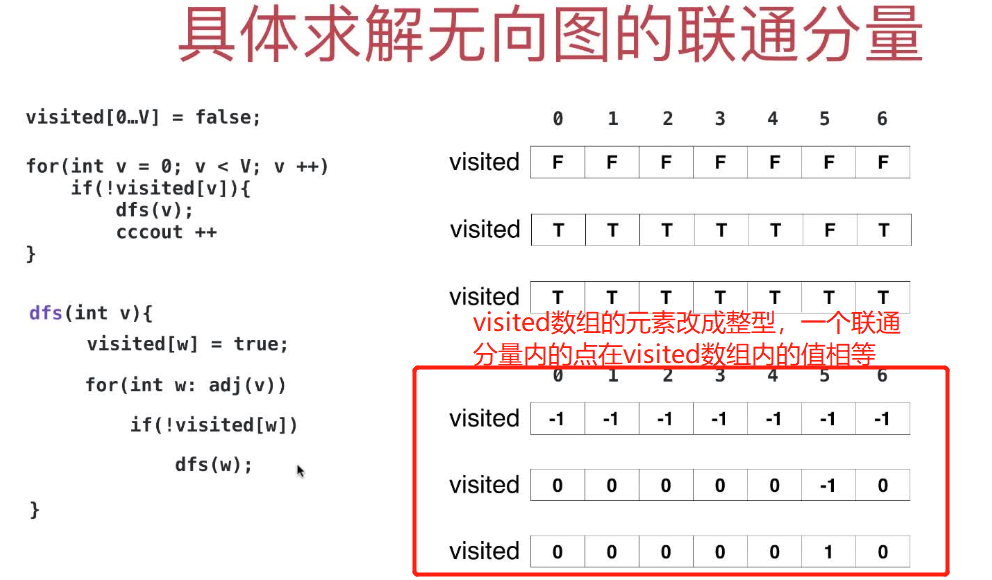 具体求解无向图的联通分量
visited[0…V] = false;
for(int v = 0; v < V; v ++)
if(!visited[v]){
dfs(v);
cccout ++
}
dfs(int v){
visited[w] = true;
for(int w: adj(v))
if(!visited[w])
dfs(w);
}
0 1 2 3 4 5 6
visited F F F F F F F
visited T T T T T F T
visited T T T T T T T
visited数组的元素改成整型，一个联通
分量内的点在visited数组内的值相等
0 1 2 3 4 5 6
visited -1 -1 -1 -1 -1 -1 -1
visited 0 0 0 0 0 -1 0
visited 0 0 0 0 0 1 0